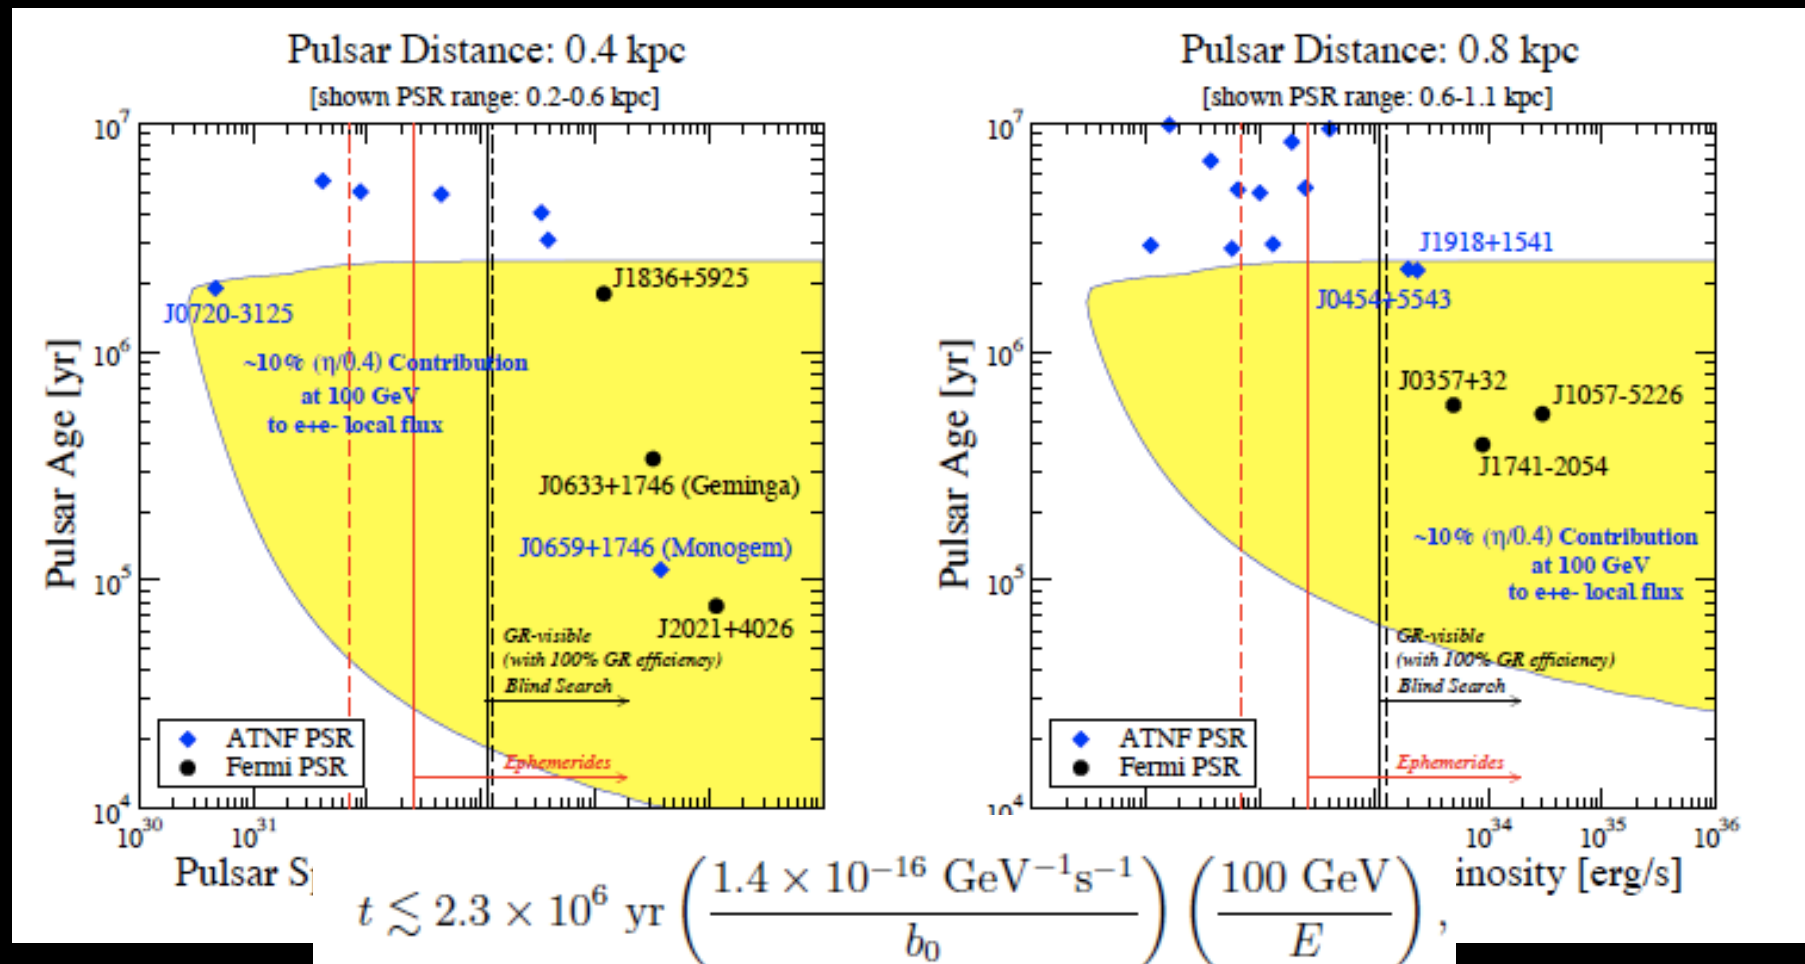 Pulsar Distance: 0.4 kpc
[shown PSR range: 0.2-0.6 kpc]
10^7
10^6
10^5
10^4
10^30
10^31
Pulsar Age [yr]
J0720-3125
J1836+5925
~10% (η/0.4) Contribution
at 100 GeV
to e+e- local flux
J0633+1746 (Geminga)
J0659+1746 (Monogem)
J2021+4026
GR-visible
(with 100% GR efficiency)
Blind Search
Ephemerides
ATNF PSR
Fermi PSR
Pulsar
Pulsar Distance: 0.8 kpc
[shown PSR range: 0.6-1.1 kpc]
10^7
10^6
10^5
10^4
10^34
10^35
10^36
Pulsar Age [yr]
J1918+1541
J0454+5543
J0357+32
J1057-5226
J1741-2054
~10% (η/0.4) Contribution
at 100 GeV
to e+e- local flux
GR-visible
(with 100% GR efficiency)
Blind Search
Ephemerides
ATNF PSR
Fermi PSR
inosity [erg/s]
t ≲ 2.3 × 10^6 yr (1.4 × 10^−16 GeV^−1s^−1 / b_0) (100 GeV / E) ,